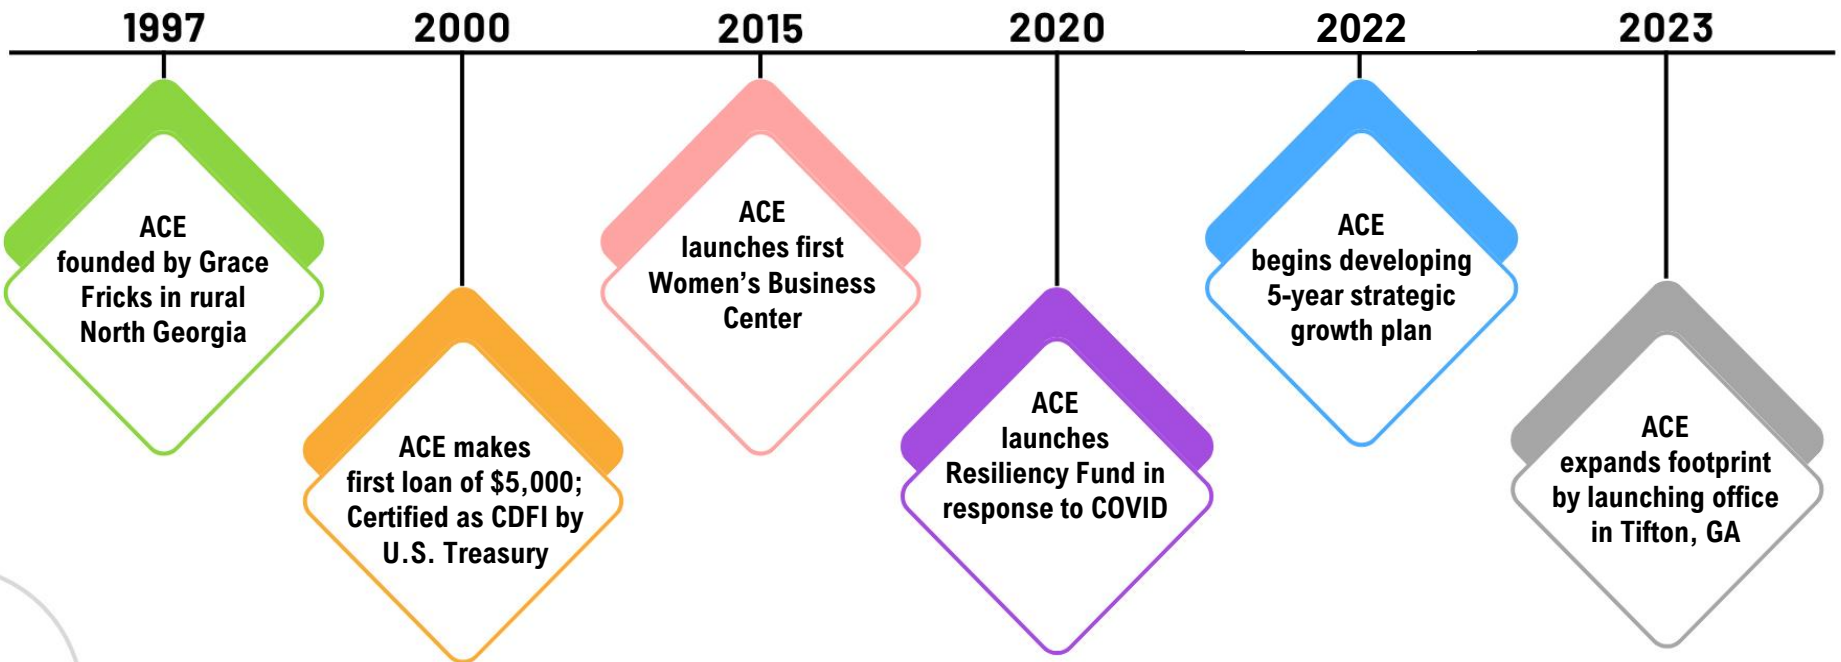 1997
2000
2015
2020
2022
2023
ACE
founded by Grace
Fricks in rural
North Georgia
ACE makes
first loan of $5,000;
Certified as CDFI by
U.S. Treasury
ACE
launches first
Women’s Business
Center
ACE
launches
Resiliency Fund in
response to COVID
ACE
begins developing
5-year strategic
growth plan
ACE
expands footprint
by launching office
in Tifton, GA